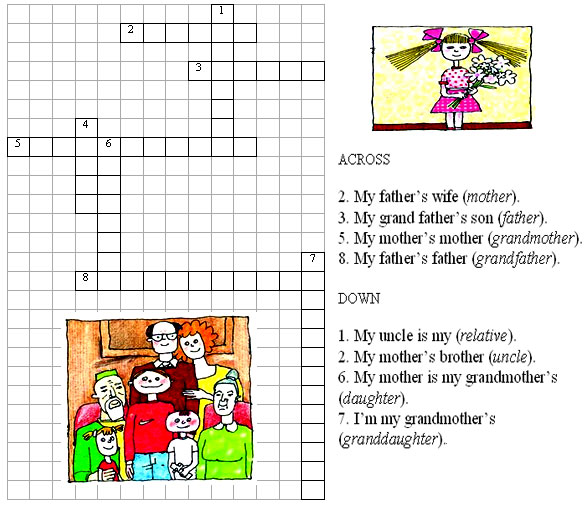 1
2
3
4
5
6
7
8
ACROSS
2. My father's wife (mother).
3. My grand father's son (father).
5. My mother's mother (grandmother).
8. My father's father (grandfather).
DOWN
1. My uncle is my (relative).
2. My mother's brother (uncle).
6. My mother is my grandmother's
(daughter).
7. I'm my grandmother's
(granddaughter)..